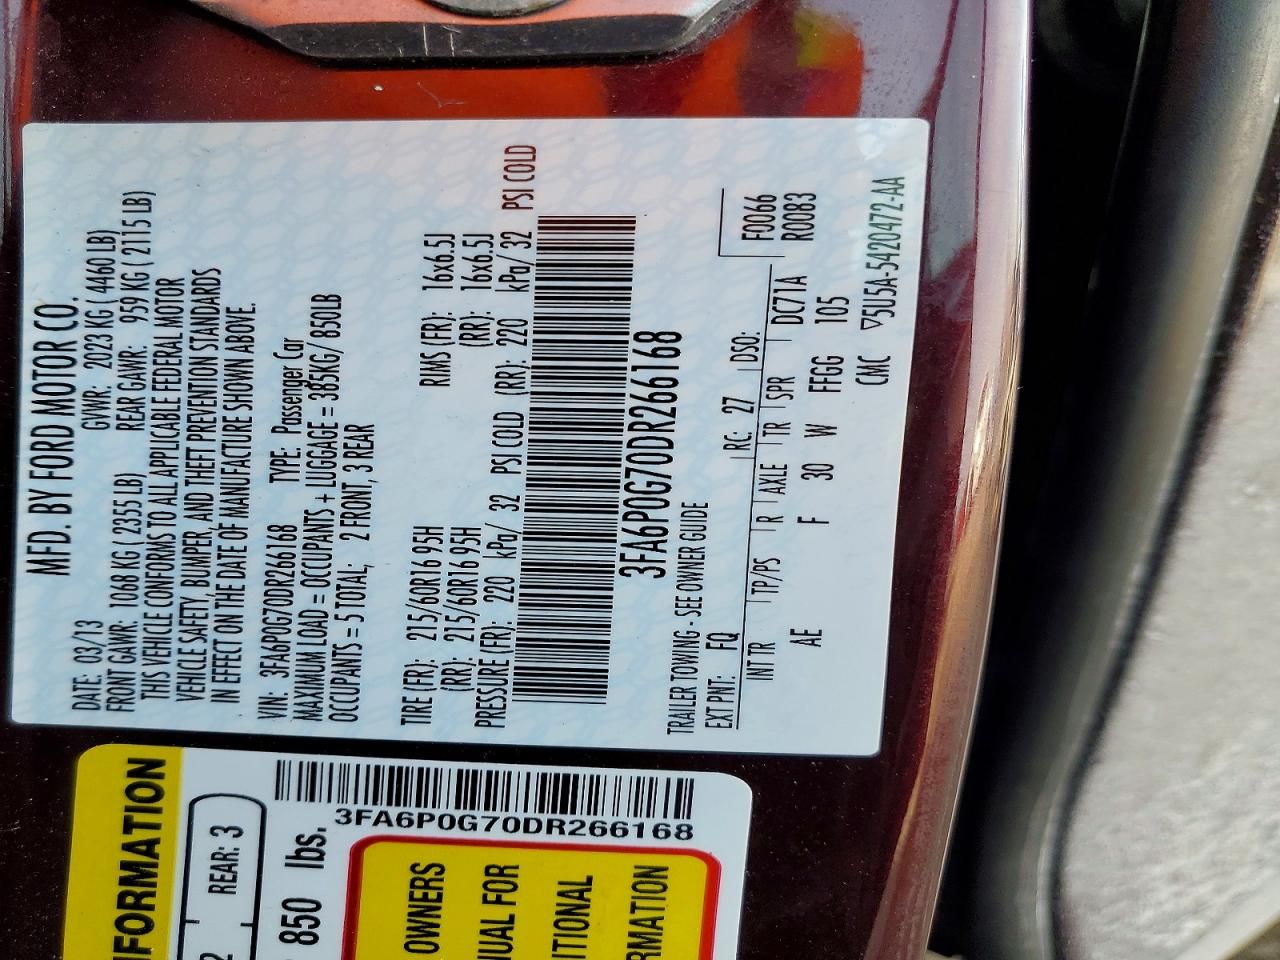 MFD. BY FORD MOTOR CO.
DATE: 03/13 GVWR: 2023 KG ( 4460 LB)
FRONT GAWR: 1068 KG ( 2355 LB) REAR GAWR: 959 KG ( 2115 LB)
THIS VEHICLE CONFORMS TO ALL APPLICABLE FEDERAL MOTOR
VEHICLE SAFETY, BUMPER, AND THEFT PREVENTION STANDARDS
IN EFFECT ON THE DATE OF MANUFACTURE SHOWN ABOVE.
VIN: 3FA6P0G70DR266168 TYPE: Passenger Car
MAXIMUM LOAD = OCCUPANTS + LUGGAGE = 385KG/ 850LB
OCCUPANTS = 5 TOTAL; 2 FRONT, 3 REAR
TIRE (FR): 215/60R16 95H RIMS (FR): 16x6.5J
(RR): 215/60R16 95H (RR): 16x6.5J
PRESSURE (FR): 220 kPa/ 32 PSI COLD (RR): 220 kPa/ 32 PSI COLD
3FA6P0G70DR266168
TRAILER TOWING - SEE OWNER GUIDE
EXT PNT: FQ RC: 27 DSO: F0066
INT TR TP/PS R AXLE TR SPR DC71A R0083
AE F 30 W FFGG 105
CMC ▽5U5A-5420472-AA
FORMATION
2 REAR: 3
850 lbs.
3FA6P0G70DR266168
OWNERS
UAL FOR
ITIONAL
RMATION